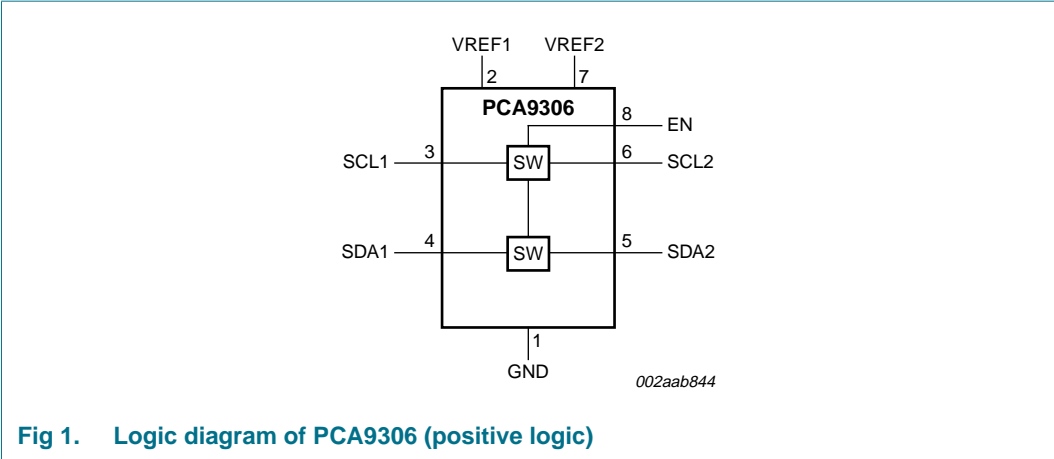 VREF1 VREF2
2 7
PCA9306
8 EN
SCL1 3 SW 6 SCL2
SDA1 4 SW 5 SDA2
1
GND
002aab844
Fig 1. Logic diagram of PCA9306 (positive logic)